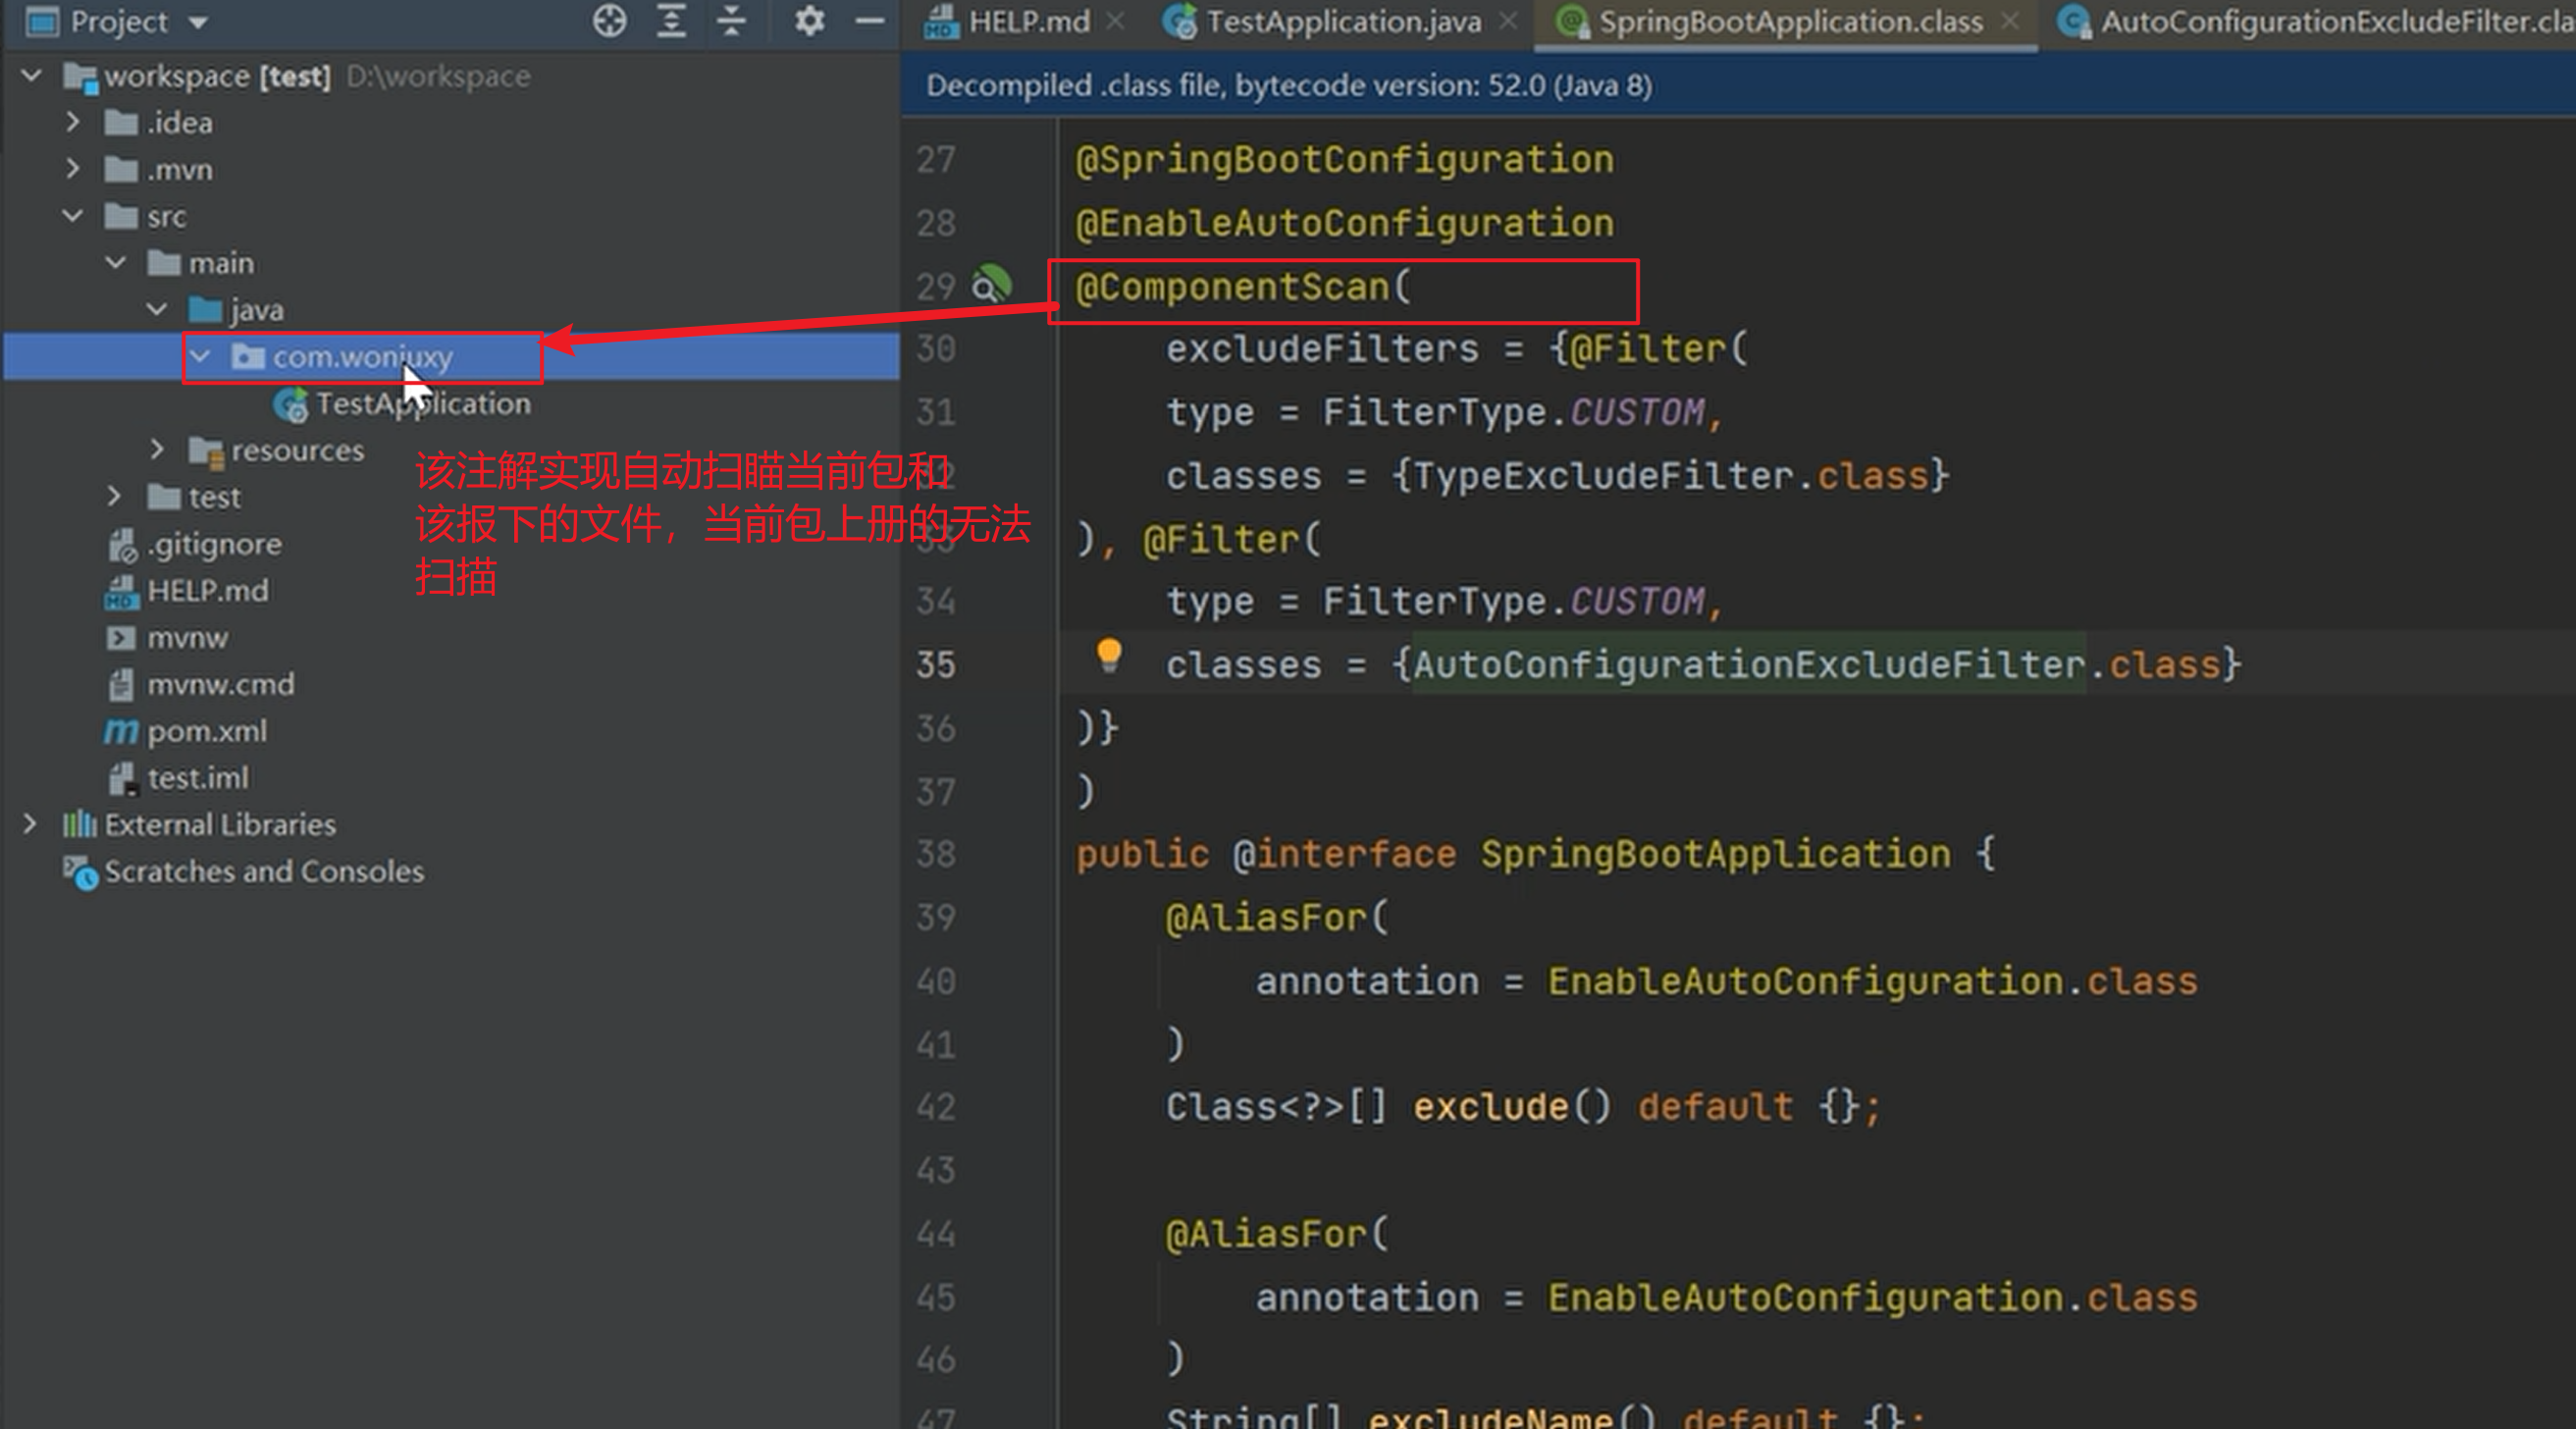 Project
workspace [test] D:\workspace
.idea
.mvn
src
main
java
com.woniuxy
TestApplication
resources
test
.gitignore
HELP.md
mvnw
mvnw.cmd
pom.xml
test.iml
External Libraries
Scratches and Consoles
该注解实现自动扫瞄当前包和
该报下的文件，当前包上册的无法
扫描
HELP.md
TestApplication.java
SpringBootApplication.class
AutoConfigurationExcludeFilter.cla
Decompiled .class file, bytecode version: 52.0 (Java 8)
27 @SpringBootConfiguration
28 @EnableAutoConfiguration
29 @ComponentScan(
30 excludeFilters = {@Filter(
31 type = FilterType.CUSTOM,
32 classes = {TypeExcludeFilter.class}
33 ), @Filter(
34 type = FilterType.CUSTOM,
35 classes = {AutoConfigurationExcludeFilter.class}
36 )}
37 )
38 public @interface SpringBootApplication {
39 @AliasFor(
40 annotation = EnableAutoConfiguration.class
41 )
42 Class<?>[] exclude() default {};
43
44 @AliasFor(
45 annotation = EnableAutoConfiguration.class
46 )
47 String[] excludeName() default {};